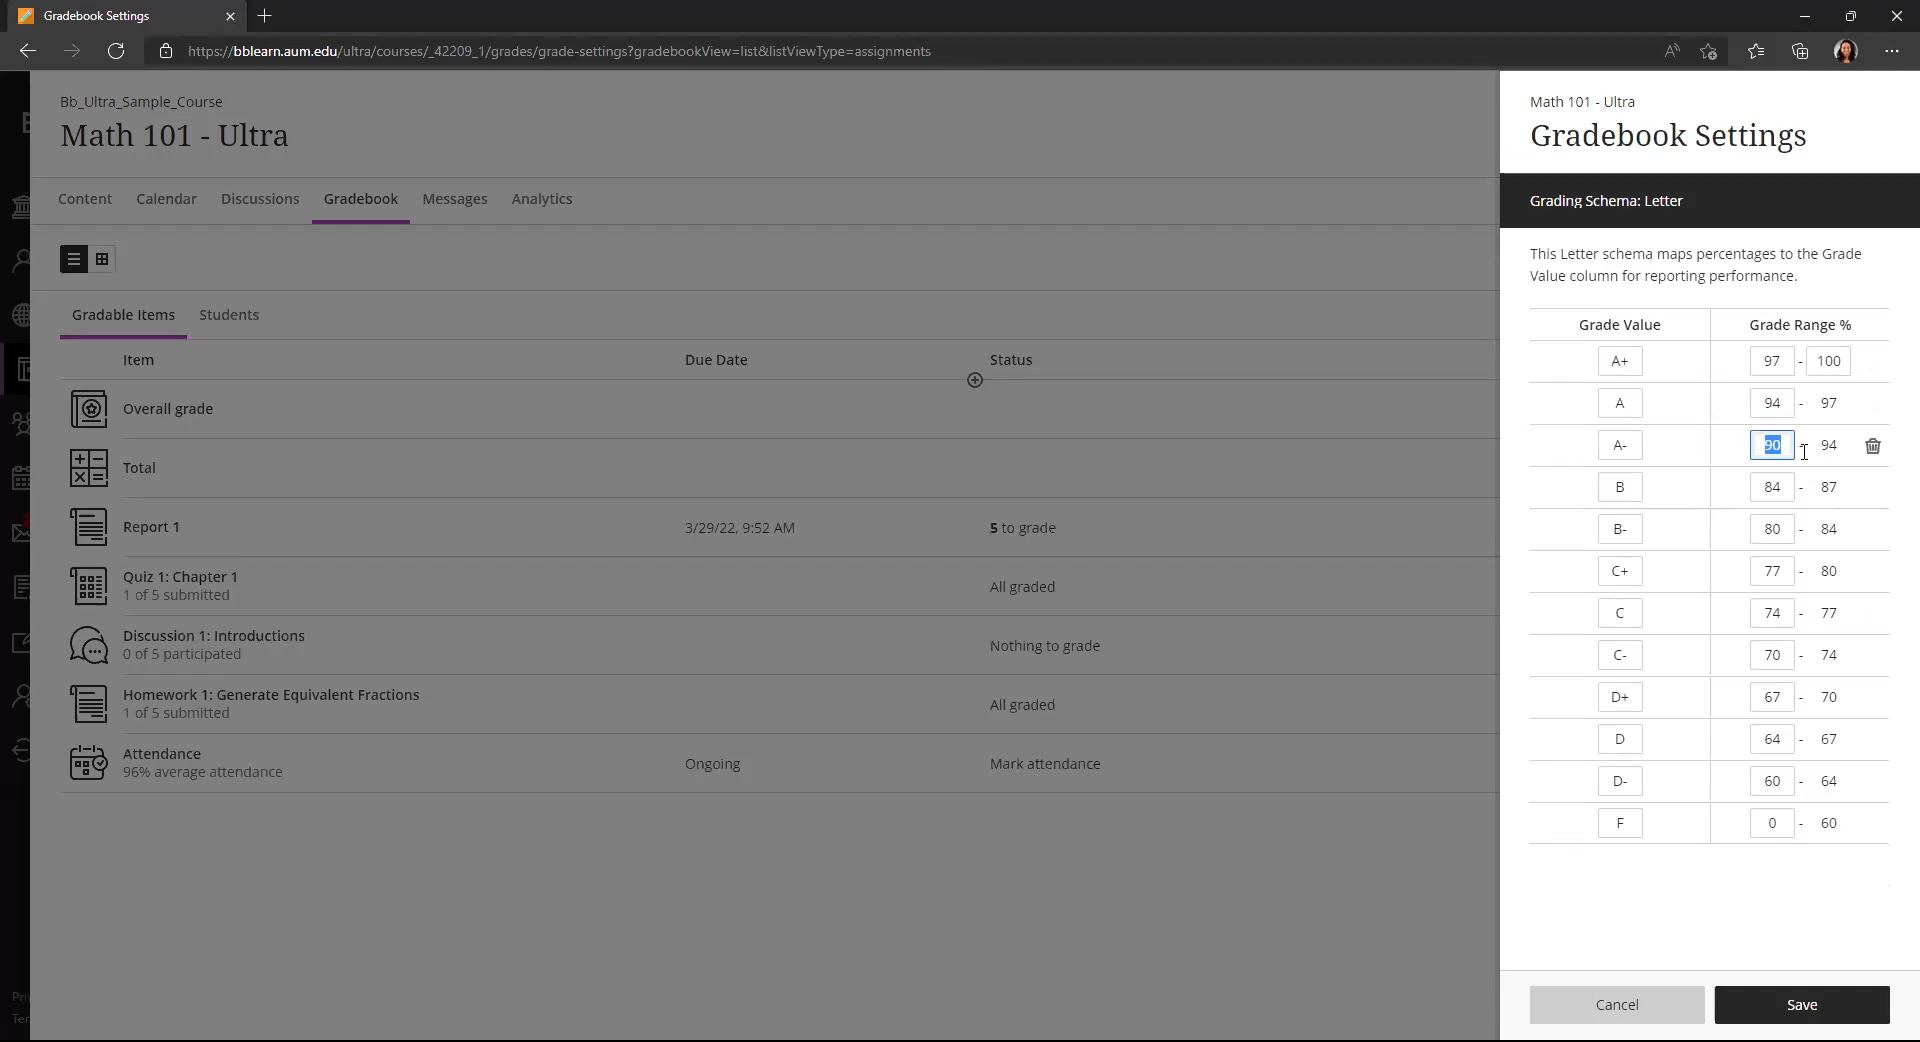 Gradebook Settings
https://bblearn.aum.edu/ultra/courses/_42209_1/grades/grade-settings?gradebookView=list&listViewType=assignments
Bb_Ultra_Sample_Course
Math 101 - Ultra
Content Calendar Discussions Gradebook Messages Analytics
Gradable Items Students
Item Due Date Status
Overall grade
Total
Report 1 3/29/22, 9:52 AM 5 to grade
Quiz 1: Chapter 1
1 of 5 submitted
All graded
Discussion 1: Introductions
0 of 5 participated
Nothing to grade
Homework 1: Generate Equivalent Fractions
1 of 5 submitted
All graded
Attendance
96% average attendance
Ongoing
Mark attendance
Math 101 - Ultra
Gradebook Settings
Grading Schema: Letter
This Letter schema maps percentages to the Grade
Value column for reporting performance.
Grade Value Grade Range %
A+ 97 - 100
A 94 - 97
A- 90 - 94
B 84 - 87
B- 80 - 84
C+ 77 - 80
C 74 - 77
C- 70 - 74
D+ 67 - 70
D 64 - 67
D- 60 - 64
F 0 - 60
Cancel Save